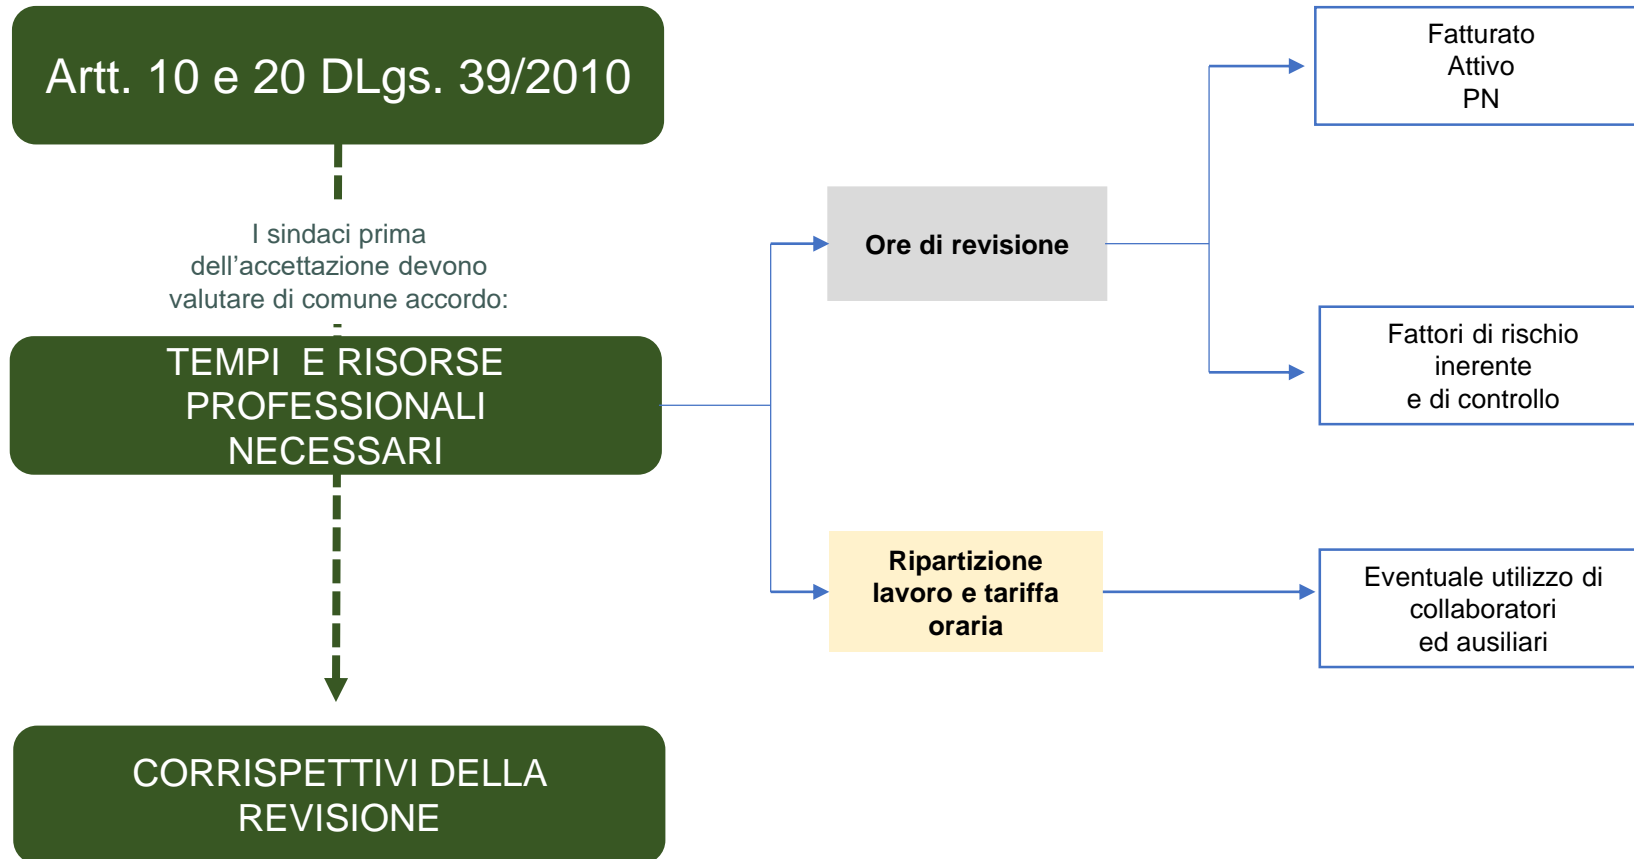 Artt. 10 e 20 DLgs. 39/2010
I sindaci prima
dell’accettazione devono
valutare di comune accordo:
TEMPI E RISORSE
PROFESSIONALI
NECESSARI
CORRISPETTIVI DELLA
REVISIONE
Ore di revisione
Ripartizione
lavoro e tariffa
oraria
Fatturato
Attivo
PN
Fattori di rischio
inerente
e di controllo
Eventuale utilizzo di
collaboratori
ed ausiliari